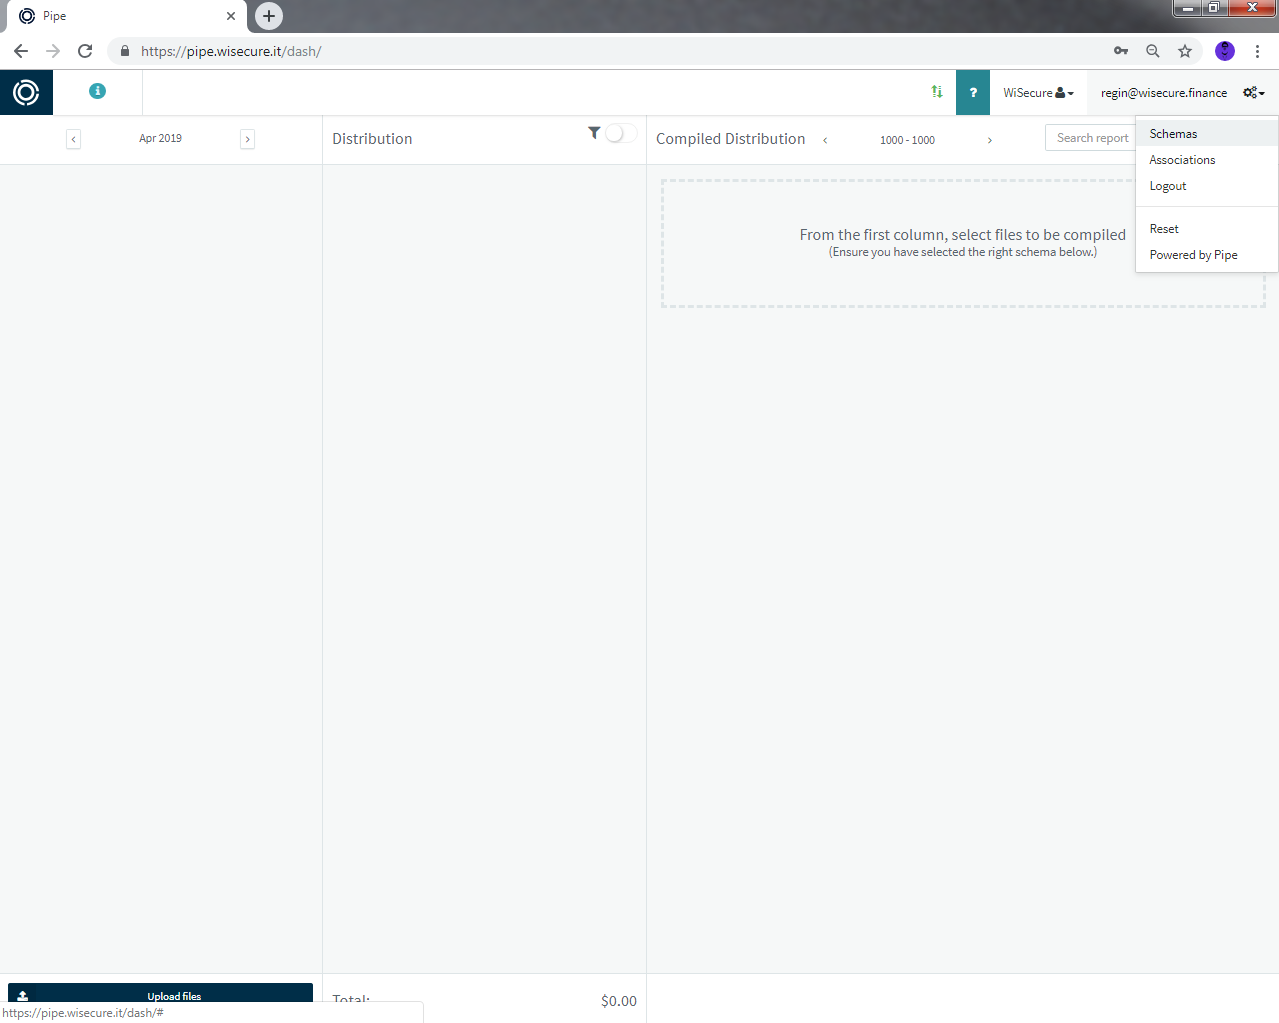 Pipe
https://pipe.wisecure.it/dash/
?
WiSecure
regin@wisecure.finance
Apr 2019
Distribution
Compiled Distribution
1000 - 1000
Search report
Schemas
Associations
Logout
Reset
Powered by Pipe
From the first column, select files to be compiled
(Ensure you have selected the right schema below.)
Upload files
Total:
$0.00
https://pipe.wisecure.it/dash/#